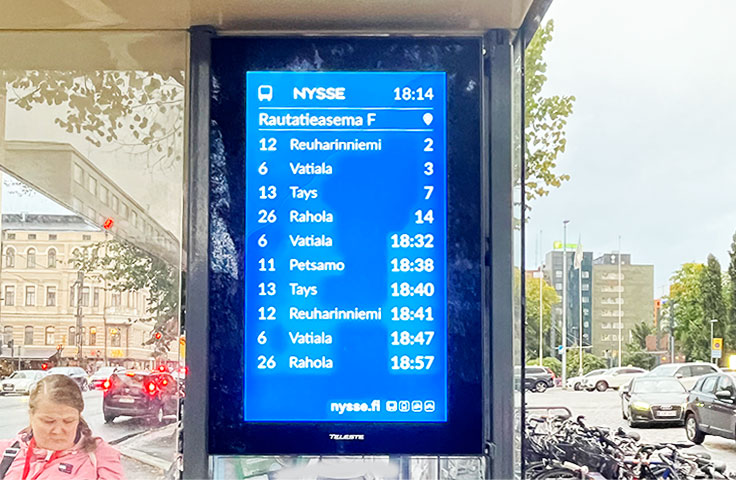 NYSSE 18:14
Rautatieasema F
12 Reuharinniemi 2
6 Vatiala 3
13 Tays 7
26 Rahola 14
6 Vatiala 18:32
11 Petsamo 18:38
13 Tays 18:40
12 Reuharinniemi 18:41
6 Vatiala 18:47
26 Rahola 18:57
nysse.fi
TELESTE